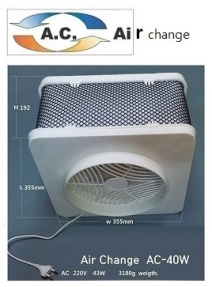 A.C. Air change
H 192
L 355mm
w 355mm
Air Change AC-40W
AC 220V 43W 3180g weigth.